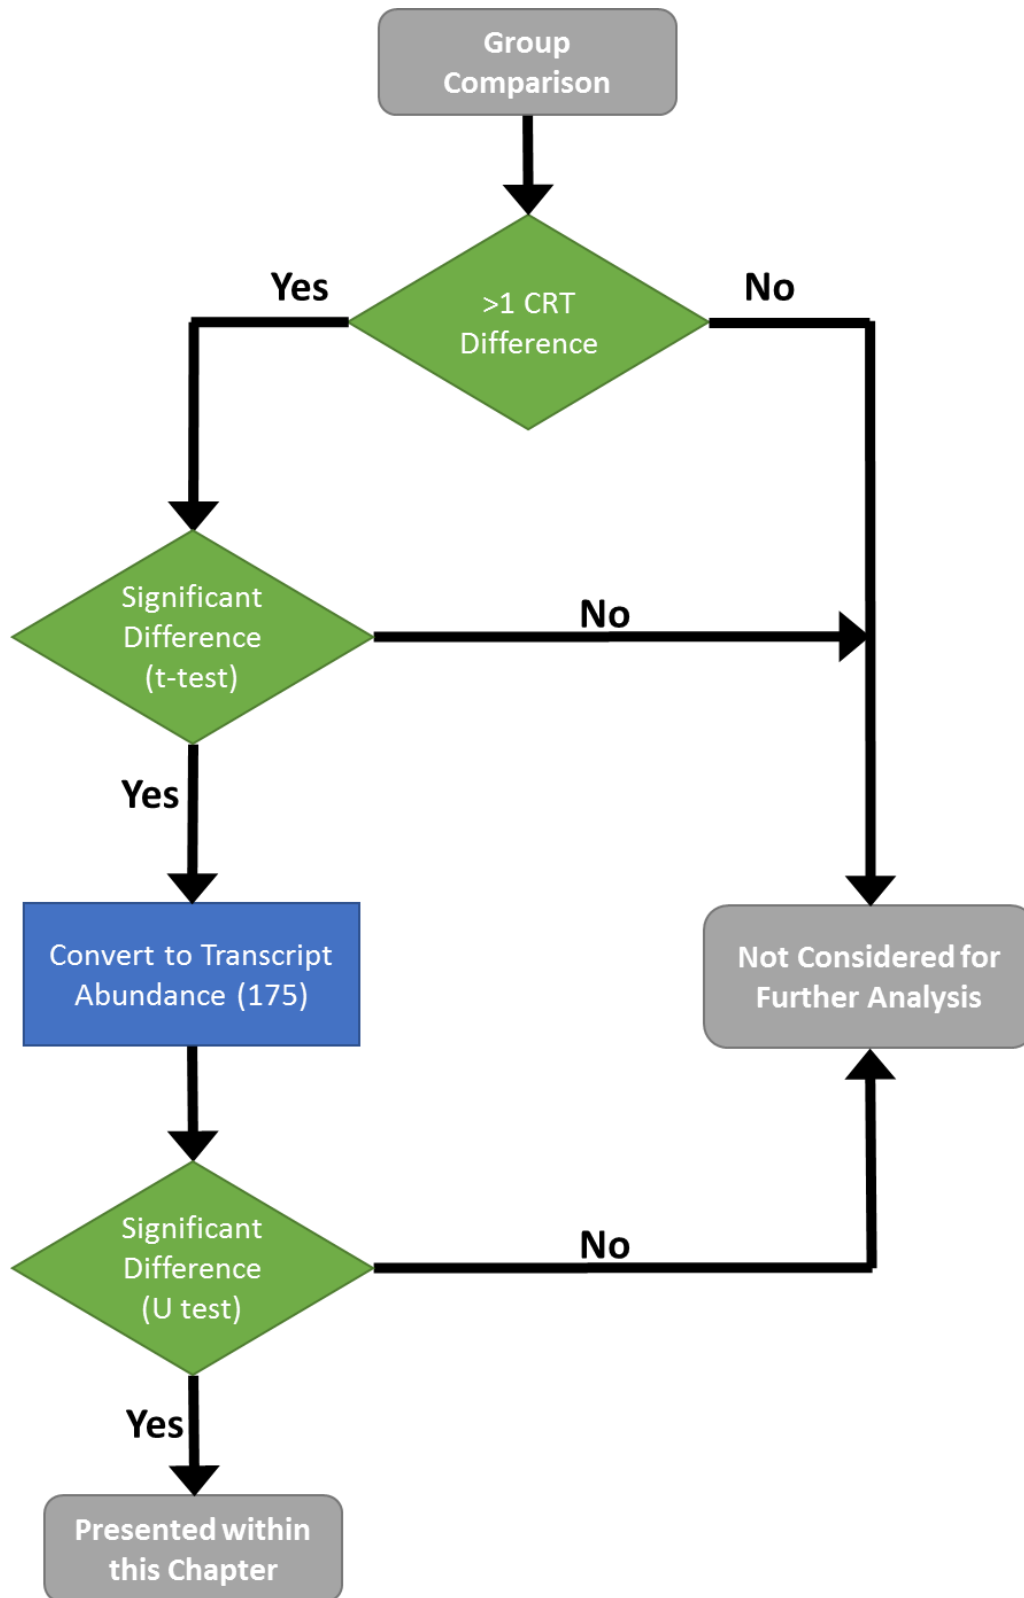 Group
Comparison
Yes
No
>1 CRT
Difference
Significant
Difference
(t-test)
No
Yes
Convert to Transcript
Abundance (175)
Not Considered for
Further Analysis
Significant
Difference
(U test)
No
Yes
Presented within
this Chapter